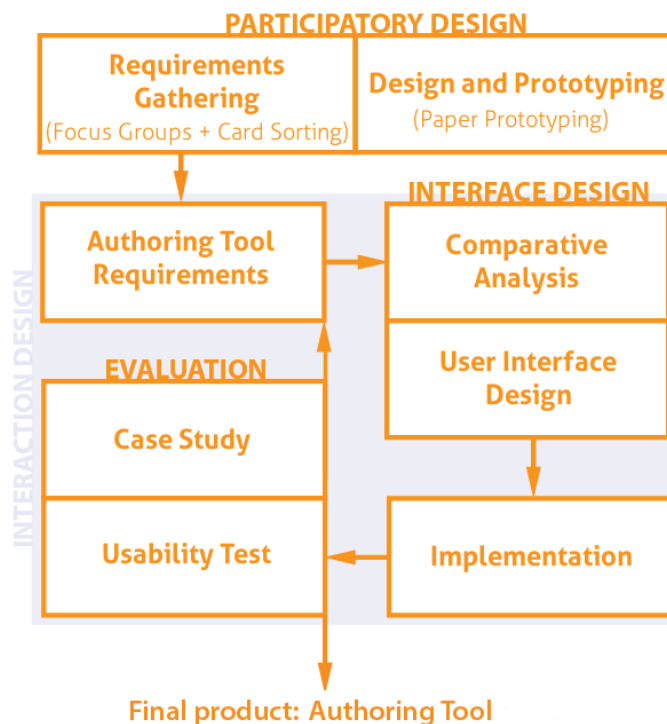 PARTICIPATORY DESIGN
Requirements
Gathering
(Focus Groups + Card Sorting)
Design and Prototyping
(Paper Prototyping)
INTERACTION DESIGN
Authoring Tool
Requirements
INTERFACE DESIGN
Comparative
Analysis
User Interface
Design
EVALUATION
Case Study
Usability Test
Implementation
Final product: Authoring Tool